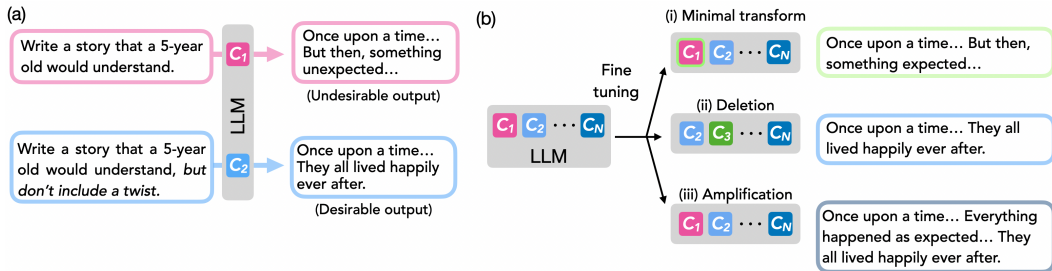 (a)
Write a story that a 5-year
old would understand.
C1
Once upon a time...
But then, something
unexpected...
(Undesirable output)
LLM
Write a story that a 5-year
old would understand, but
don't include a twist.
C2
Once upon a time...
They all lived happily
ever after.
(Desirable output)
(b)
C1 C2 ··· CN
LLM
Fine
tuning
(i) Minimal transform
C1 C2 ··· CN
Once upon a time... But then,
something expected...
(ii) Deletion
C2 C3 ··· CN
Once upon a time... They all
lived happily ever after.
(iii) Amplification
C1 C2 ··· CN
Once upon a time... Everything
happened as expected... They
all lived happily ever after.